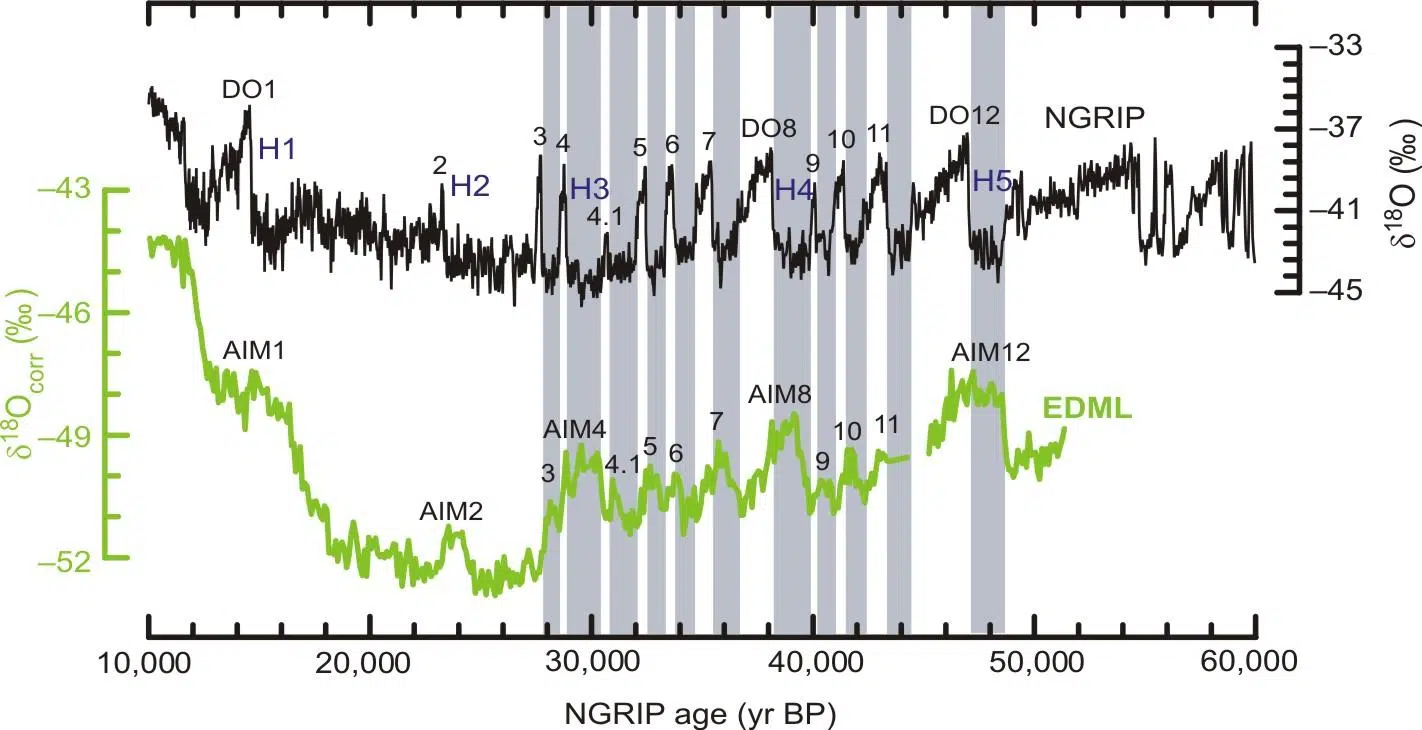 −33
DO1
NGRIP
DO12
−37
DO8
3
4
5
6
7
9
10
11
2
H1
H2
H3
H4
H5
4.1
−41
−45
δ¹⁸O (‰)
−43
−46
−49
−52
δ¹⁸Ocorr (‰)
AIM1
AIM2
AIM4
3
4.1
5
6
7
AIM8
9
10
11
AIM12
EDML
10,000
20,000
30,000
40,000
50,000
60,000
NGRIP age (yr BP)